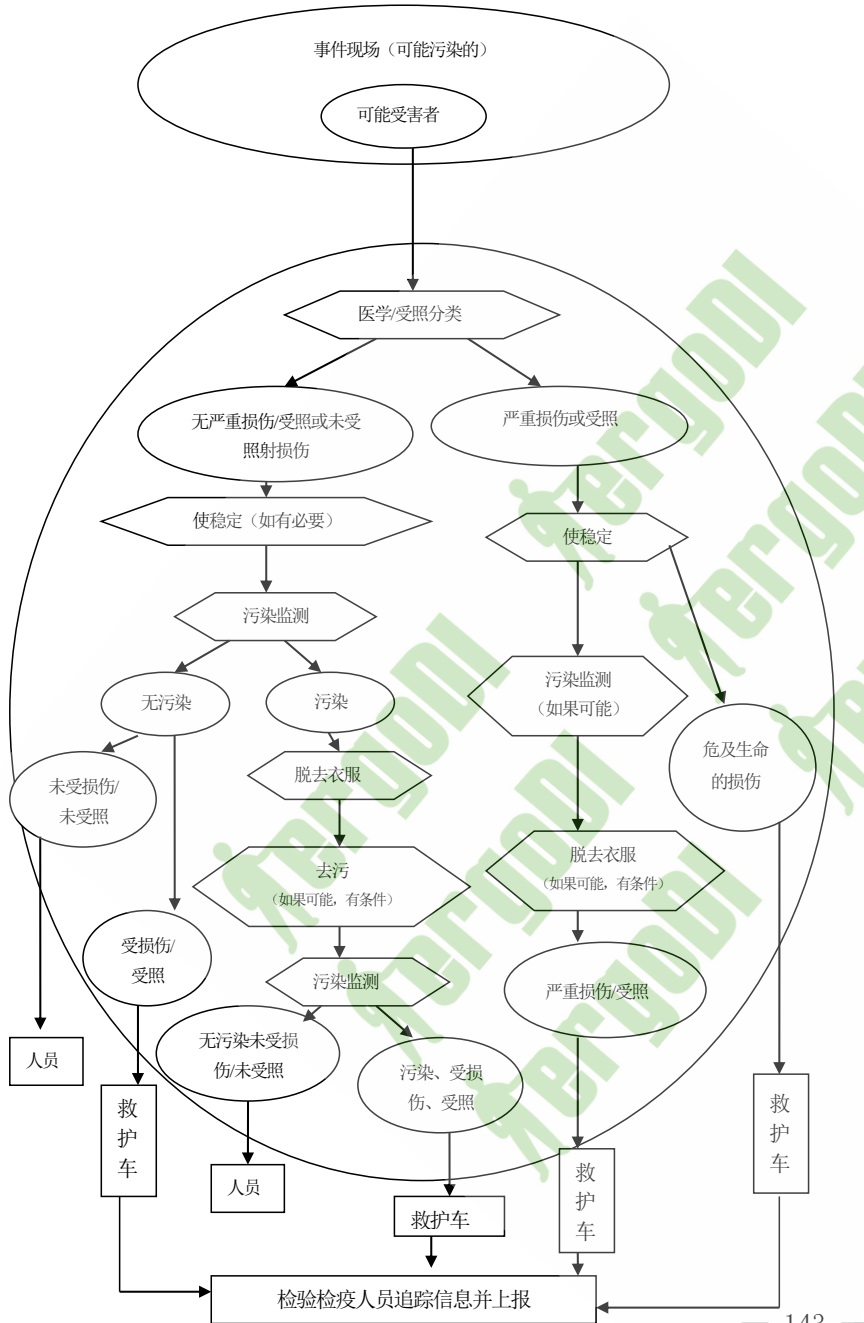 事件现场（可能污染的）
可能受害者
医学/受照分类
无严重损伤/受照或未受
照射损伤
严重损伤或受照
使稳定（如有必要）
使稳定
污染监测
污染监测
（如果可能）
无污染
污染
危及生命
的损伤
未受损伤/
未受照
脱去衣服
去污
（如果可能，有条件）
脱去衣服
（如果可能，有条件）
受损伤/
受照
污染监测
严重损伤/受照
无污染未受损
伤/未受照
人员
污染、受损
伤、受照
救
护
车
救
护
车
人员
救护车
救
护
车
检验检疫人员追踪信息并上报
— 143 —
ergoDI
ergoDI
ergoDI
ergoDI
ergoDI